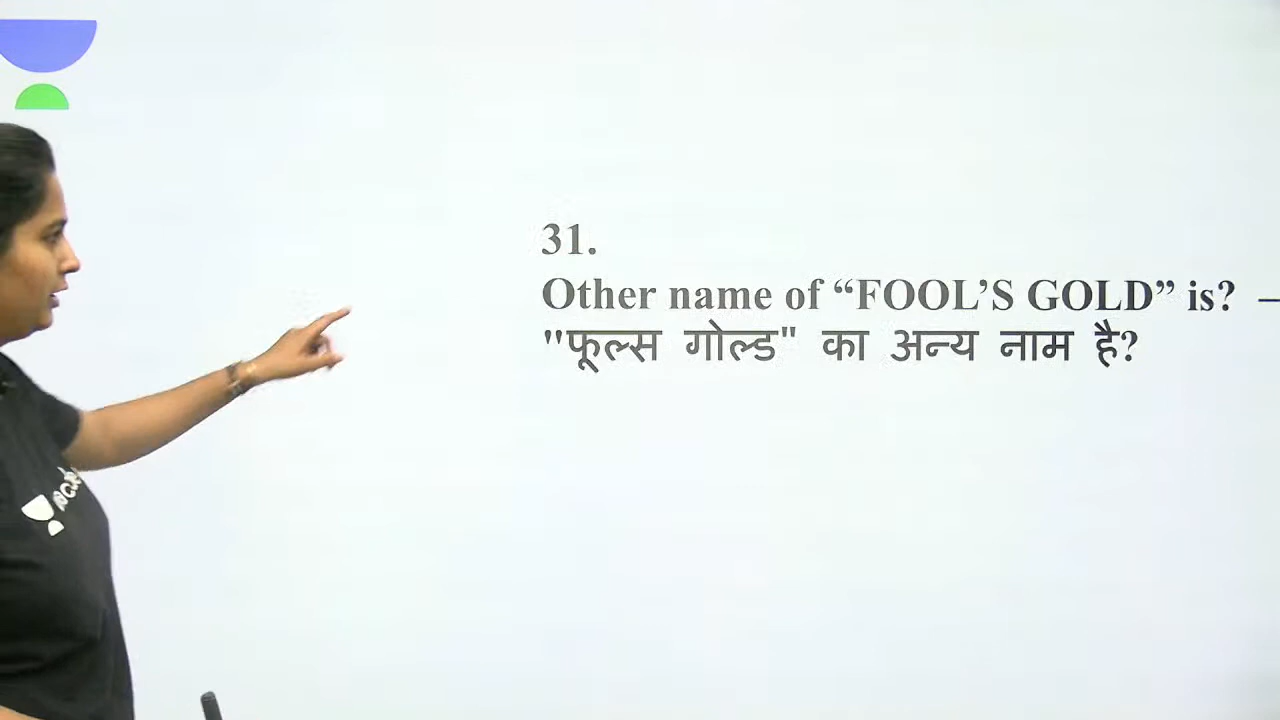 31.
Other name of “FOOL’S GOLD” is? –
"फूल्स गोल्ड" का अन्य नाम है?